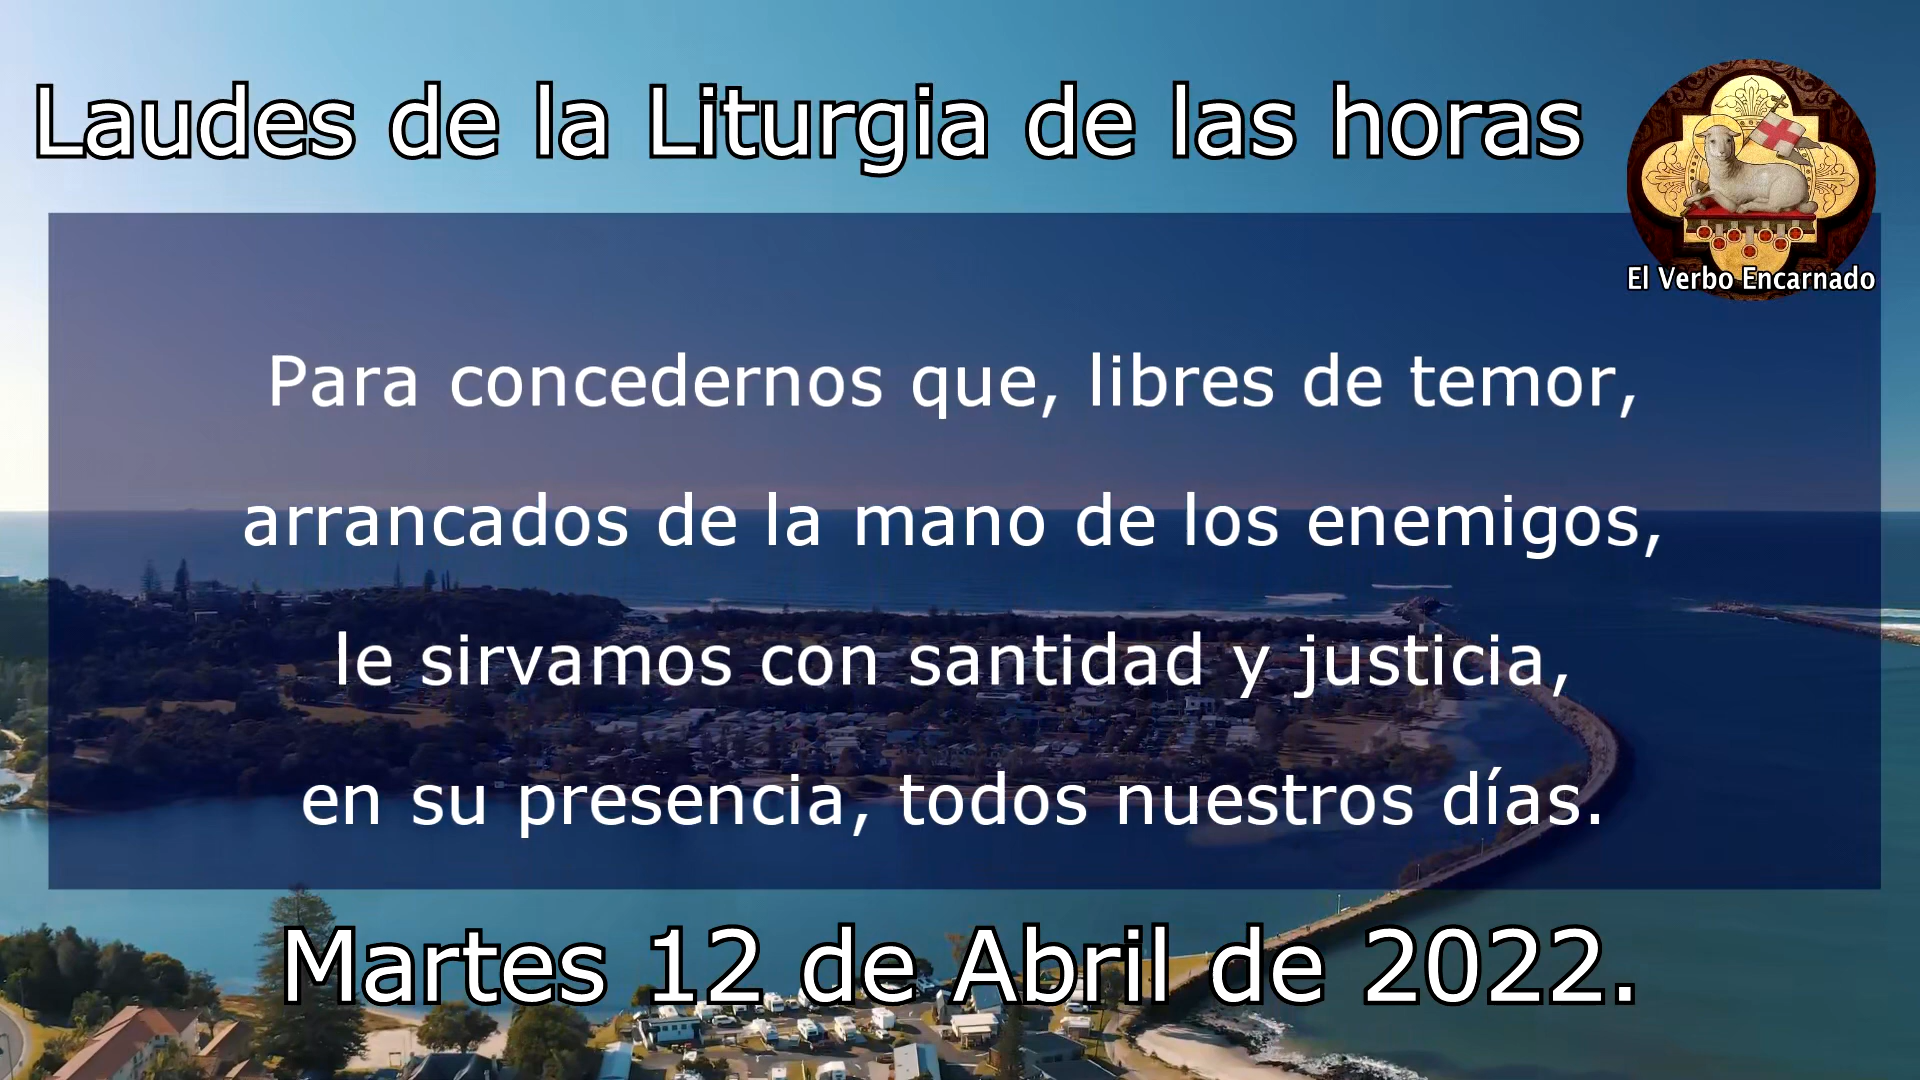 Laudes de la Liturgia de las horas
El Verbo Encarnado
Para concedernos que, libres de temor,
arrancados de la mano de los enemigos,
le sirvamos con santidad y justicia,
en su presencia, todos nuestros días.
Martes 12 de Abril de 2022.